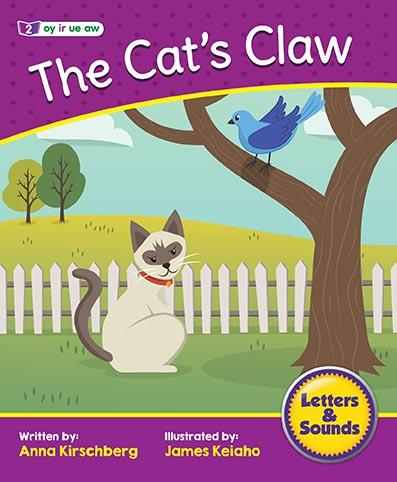 2 oy ir ue aw
The Cat's Claw
Letters
&
Sounds
Written by:
Anna Kirschberg
Illustrated by:
James Keiaho